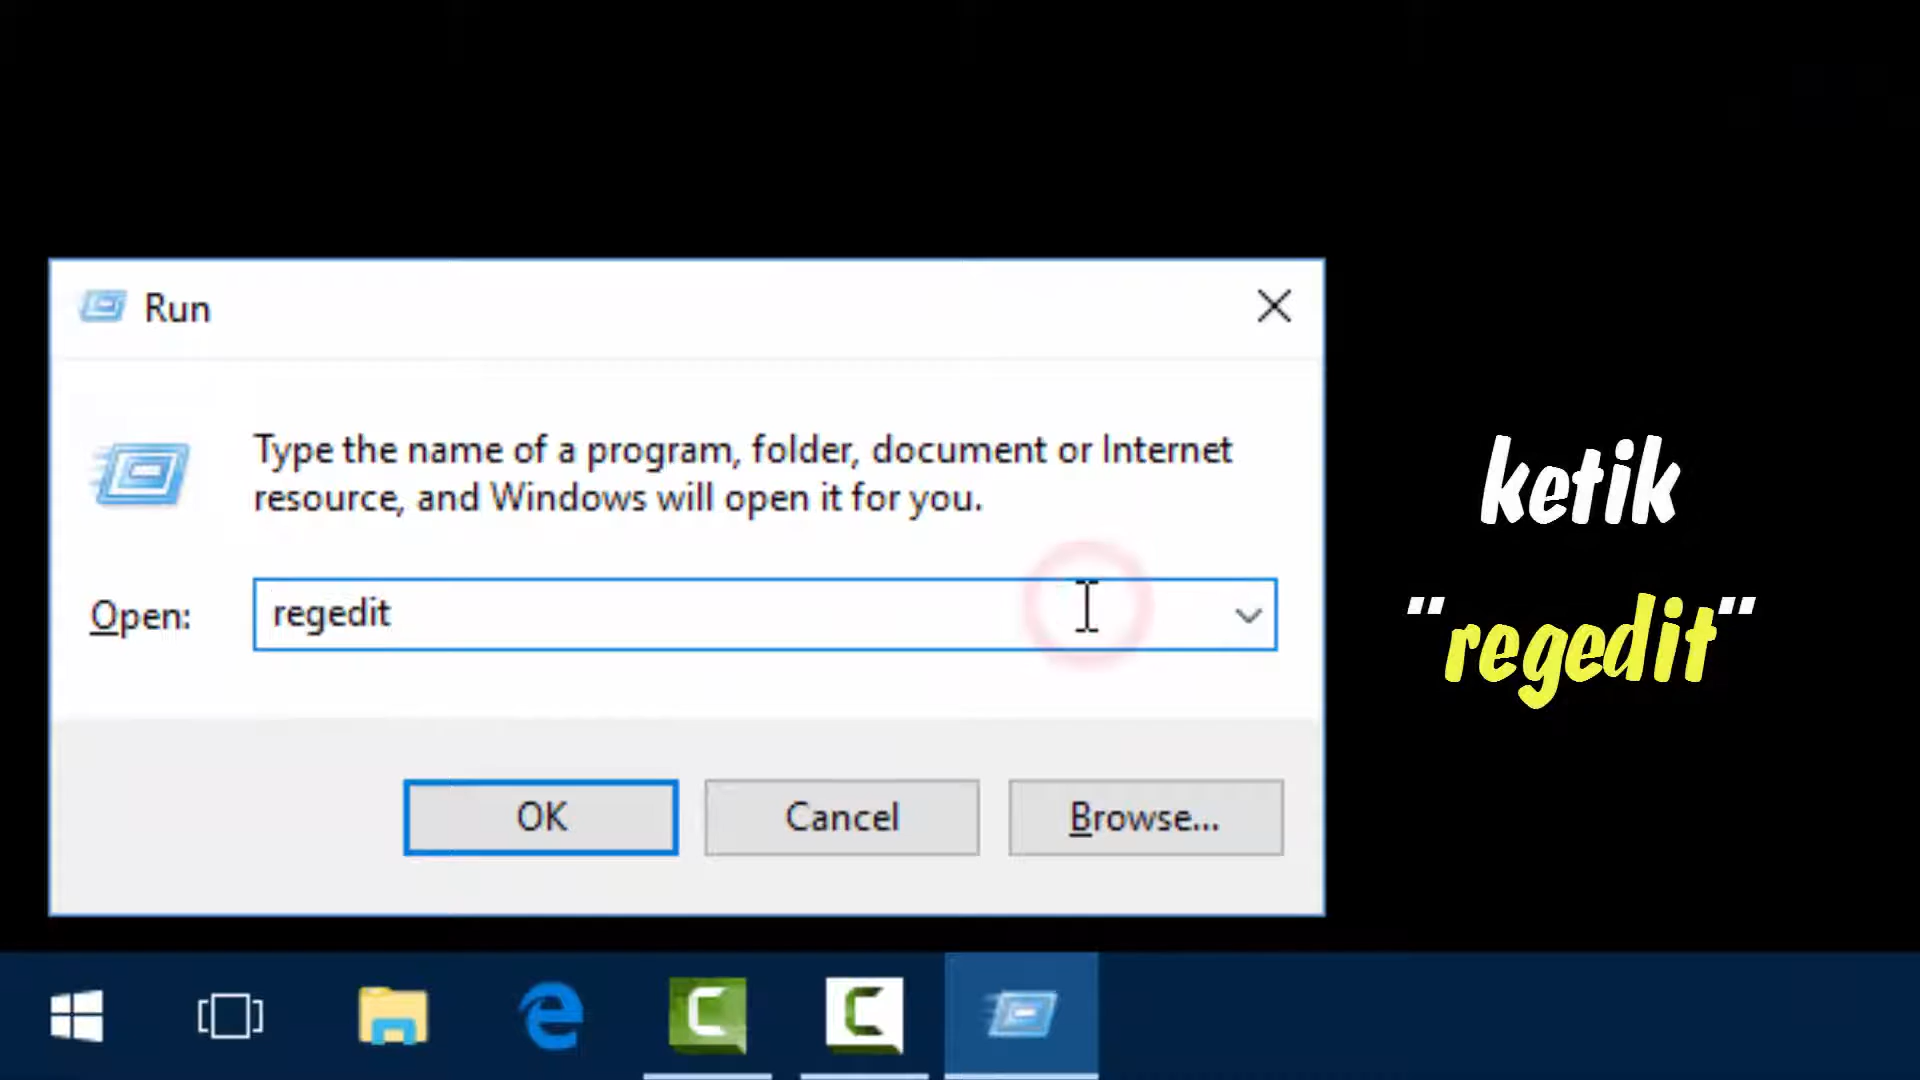 Run
Type the name of a program, folder, document or Internet
resource, and Windows will open it for you.
Open: regedit
OK Cancel Browse...
ketik
"regedit"